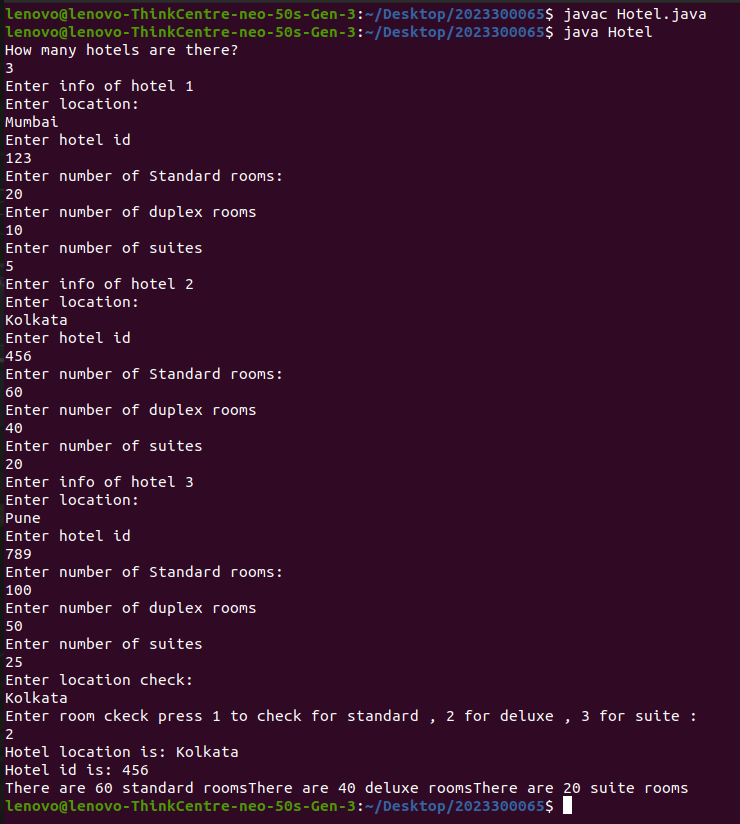 lenovo@lenovo-ThinkCentre-neo-50s-Gen-3:~/Desktop/2023300065$ javac Hotel.java
lenovo@lenovo-ThinkCentre-neo-50s-Gen-3:~/Desktop/2023300065$ java Hotel
How many hotels are there?
3
Enter info of hotel 1
Enter location:
Mumbai
Enter hotel id
123
Enter number of Standard rooms:
20
Enter number of duplex rooms
10
Enter number of suites
5
Enter info of hotel 2
Enter location:
Kolkata
Enter hotel id
456
Enter number of Standard rooms:
60
Enter number of duplex rooms
40
Enter number of suites
20
Enter info of hotel 3
Enter location:
Pune
Enter hotel id
789
Enter number of Standard rooms:
100
Enter number of duplex rooms
50
Enter number of suites
25
Enter location check:
Kolkata
Enter room ckeck press 1 to check for standard , 2 for deluxe , 3 for suite :
2
Hotel location is: Kolkata
Hotel id is: 456
There are 60 standard roomsThere are 40 deluxe roomsThere are 20 suite rooms
lenovo@lenovo-ThinkCentre-neo-50s-Gen-3:~/Desktop/2023300065$